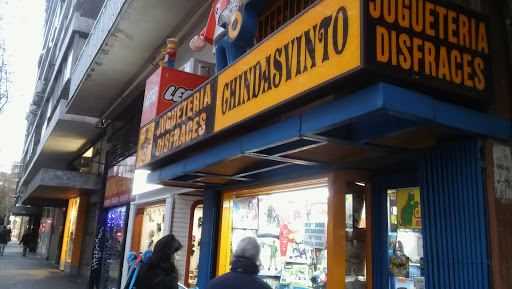 JUGUETERIA
DISFRACES
CHINDASVINTO
JUGUETERIA
DISFRACES
LEGO